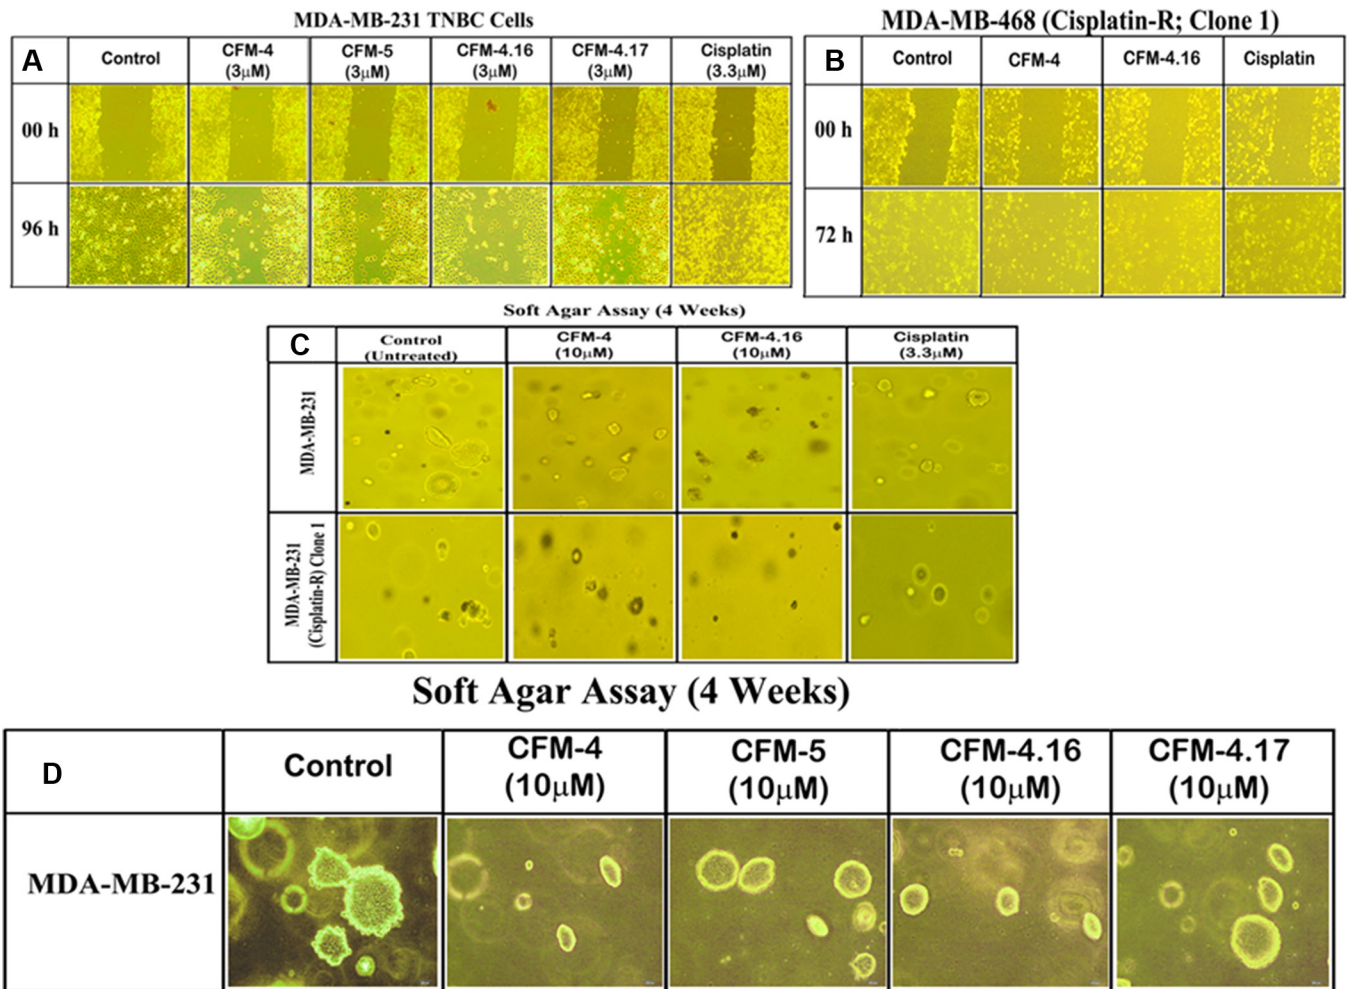 MDA-MB-231 TNBC Cells
A
Control
CFM-4
(3μM)
CFM-5
(3μM)
CFM-4.16
(3μM)
CFM-4.17
(3μM)
Cisplatin
(3.3μM)
00 h
96 h
MDA-MB-468 (Cisplatin-R; Clone 1)
B
Control
CFM-4
CFM-4.16
Cisplatin
00 h
72 h
Soft Agar Assay (4 Weeks)
C
Control
(Untreated)
CFM-4
(10μM)
CFM-4.16
(10μM)
Cisplatin
(3.3μM)
MDA-MB-231
MDA-MB-231
(Cisplatin-R) Clone 1
Soft Agar Assay (4 Weeks)
D
Control
CFM-4
(10μM)
CFM-5
(10μM)
CFM-4.16
(10μM)
CFM-4.17
(10μM)
MDA-MB-231